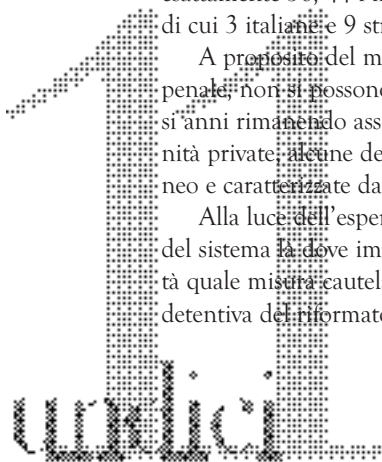 di cui 3 italiane e 9 str
A proposito del m
penale, non si possono
si anni rimanendo ass
nità private, alcune de
neo e caratterizzate da
Alla luce dell'esper
del sistema là dove im
tà quale misura cautel
detentiva del riformato
11
undici